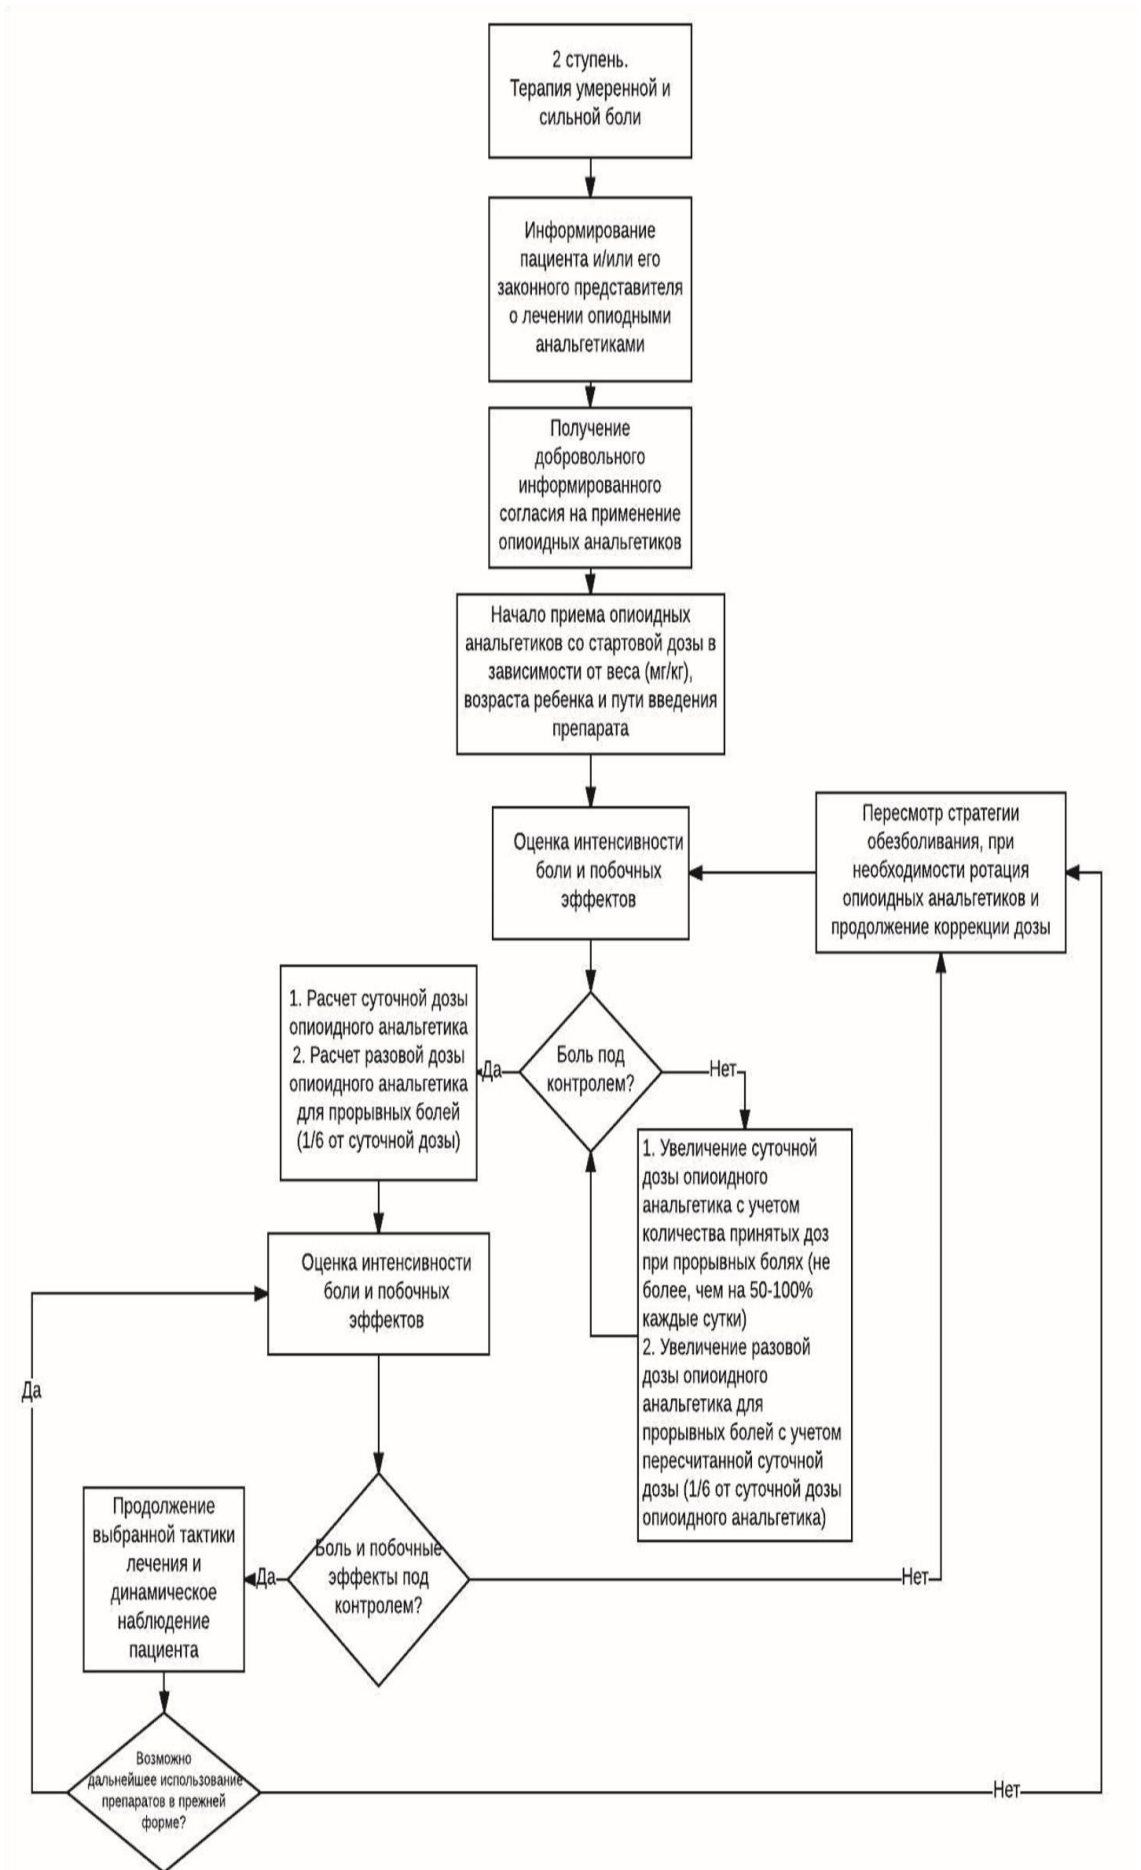 2 ступень.
Терапия умеренной и
сильной боли
Информирование
пациента и/или его
законного представителя
о лечении опиодными
анальгетиками
Получение
добровольного
информированного
согласия на применение
опиоидных анальгетиков
Начало приема опиоидных
анальгетиков со стартовой дозы в
зависимости от веса (мг/кг),
возраста ребенка и пути введения
препарата
Оценка интенсивности
боли и побочных
эффектов
Пересмотр стратегии
обезболивания, при
необходимости ротация
опиоидных анальгетиков и
продолжение коррекции дозы
Боль под
контролем?
Да
Нет
1. Расчет суточной дозы
опиоидного анальгетика
2. Расчет разовой дозы
опиоидного анальгетика
для прорывных болей
(1/6 от суточной дозы)
1. Увеличение суточной
дозы опиоидного
анальгетика с учетом
количества принятых доз
при прорывных болях (не
более, чем на 50-100%
каждые сутки)
2. Увеличение разовой
дозы опиоидного
анальгетика для
прорывных болей с учетом
пересчитанной суточной
дозы (1/6 от суточной дозы
опиоидного анальгетика)
Оценка интенсивности
боли и побочных
эффектов
Да
Боль и побочные
эффекты под
контролем?
Да
Нет
Продолжение
выбранной тактики
лечения и
динамическое
наблюдение
пациента
Возможно
дальнейшее использование
препаратов в прежней
форме?
Нет